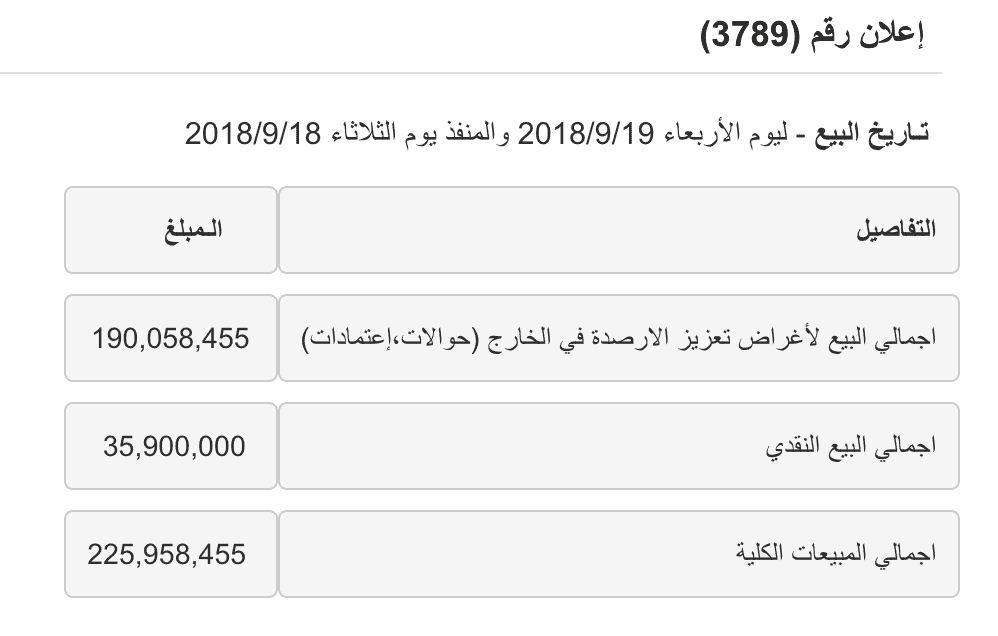 إعلان رقم (3789)
تـاريخ البيع - ليوم الأربعاء 2018/9/19 والمنفذ يوم الثلاثاء 2018/9/18
التفاصيل الـمبلغ
اجمالي البيع لأغراض تعزيز الارصدة في الخارج (حوالات،إعتمادات) 190,058,455
اجمالي البيع النقدي 35,900,000
اجمالي المبيعات الكلية 225,958,455